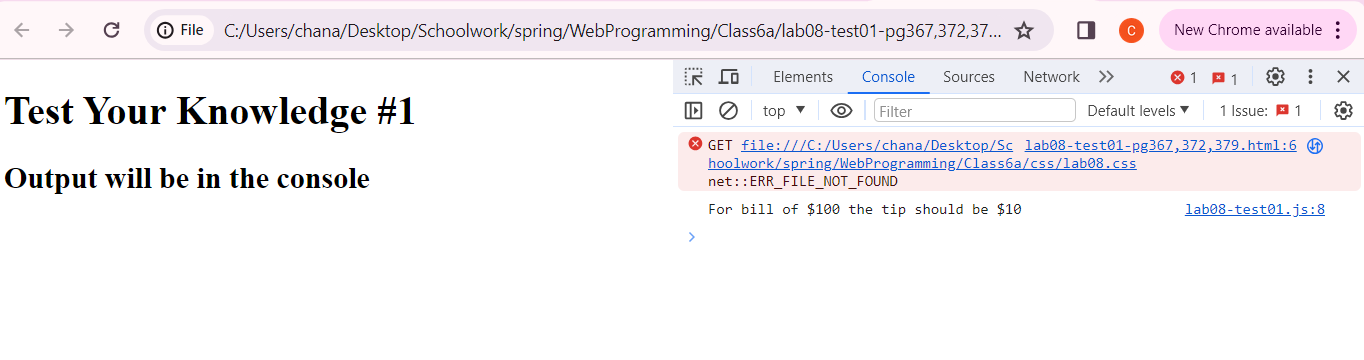 File C:/Users/chana/Desktop/Schoolwork/spring/WebProgramming/Class6a/lab08-test01-pg367,372,37... C New Chrome available
Test Your Knowledge #1
Output will be in the console
Elements Console Sources Network 1 1
top Filter Default levels 1 Issue: 1
GET file:///C:/Users/chana/Desktop/Sc lab08-test01-pg367,372,379.html:6
hoolwork/spring/WebProgramming/Class6a/css/lab08.css
net::ERR_FILE_NOT_FOUND
For bill of $100 the tip should be $10 lab08-test01.js:8